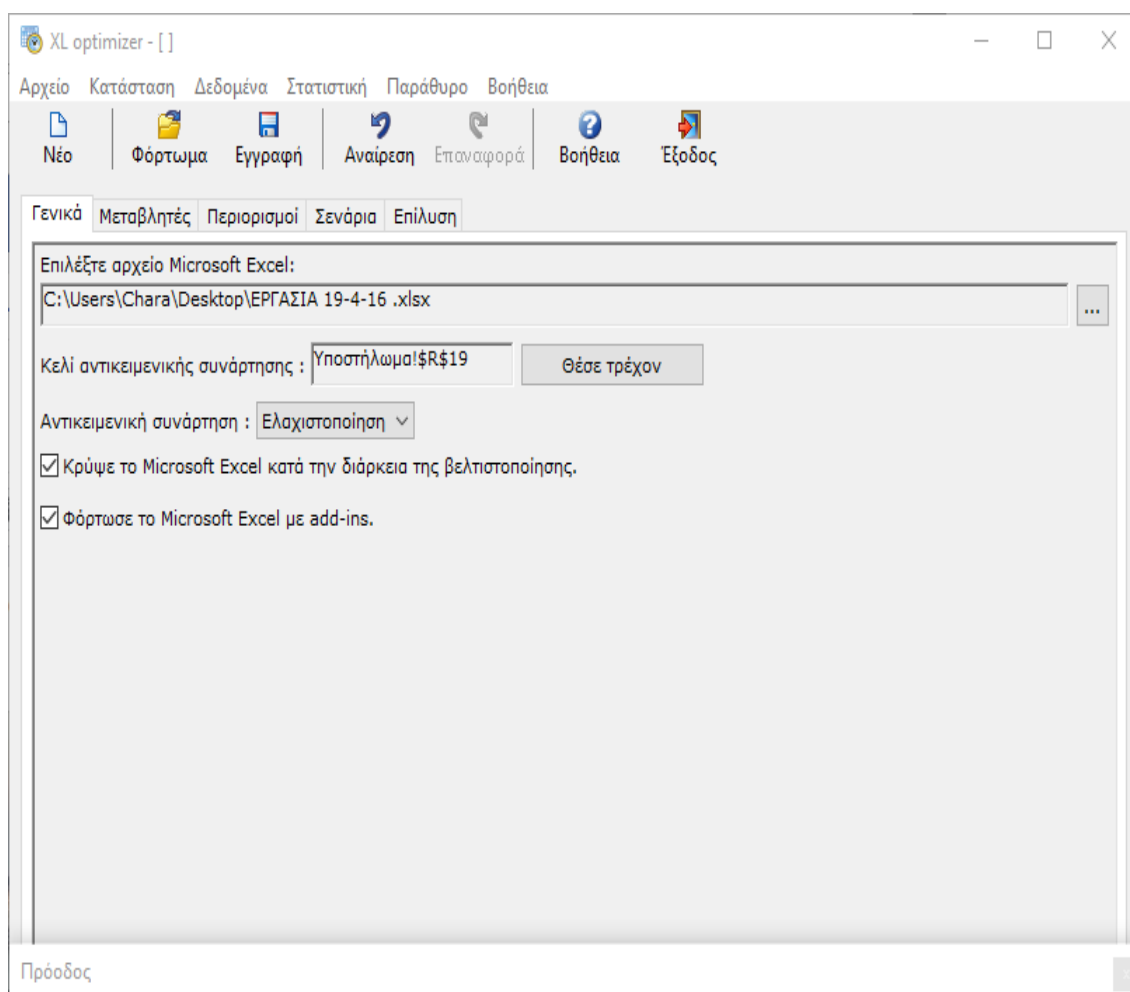 XL optimizer - [ ]
Αρχείο Κατάσταση Δεδομένα Στατιστική Παράθυρο Βοήθεια
Νέο Φόρτωμα Εγγραφή Αναίρεση Επαναφορά Βοήθεια Έξοδος
Γενικά Μεταβλητές Περιορισμοί Σενάρια Επίλυση
Επιλέξτε αρχείο Microsoft Excel:
C:\Users\Chara\Desktop\ΕΡΓΑΣΙΑ 19-4-16 .xlsx ...
Κελί αντικειμενικής συνάρτησης : Υποστήλωμα!$R$19 Θέσε τρέχον
Αντικειμενική συνάρτηση : Ελαχιστοποίηση
Κρύψε το Microsoft Excel κατά την διάρκεια της βελτιστοποίησης.
Φόρτωσε το Microsoft Excel με add-ins.
Πρόοδος